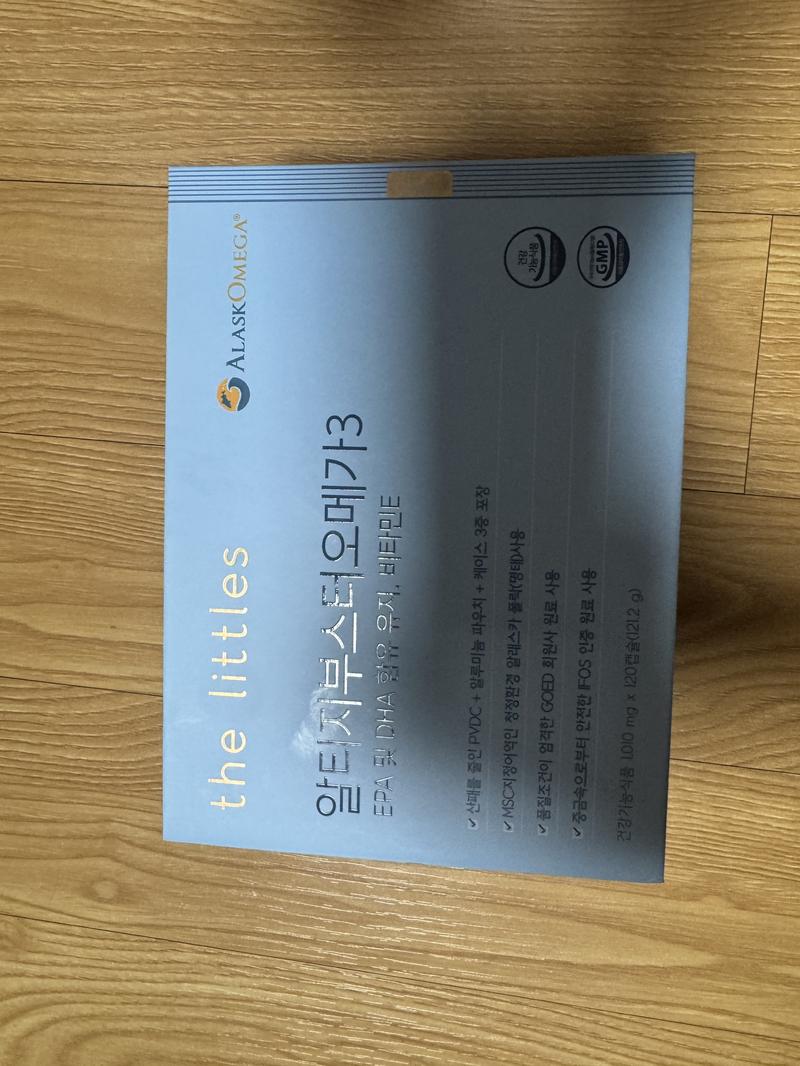 the littles
ALASKOMEGA®
알티지부스터오메가3
EPA 및 DHA 함유 유지, 비타민E
✓ 산패를 줄인 PVDC + 알루미늄 파우치 + 케이스 3중 포장
✓ MSC지정어역인 청정환경 알래스카 폴락(명태)사용
✓ 품질조건이 엄격한 GOED 회원사 원료 사용
✓ 중금속으로부터 안전한 IFOS 인증 원료 사용
건강기능식품 1,010 mg x 120캡슐(121.2 g)
건강
기능식품
GMP